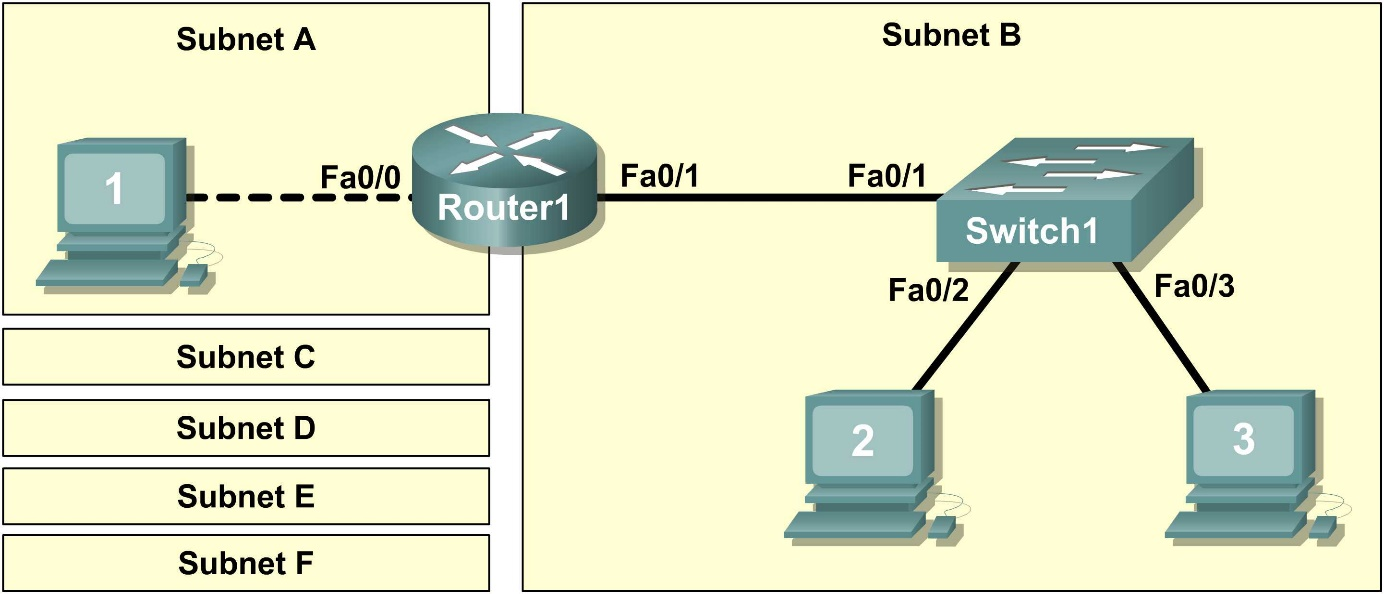 Subnet A
Subnet B
1
Fa0/0
Router1
Fa0/1
Fa0/1
Switch1
Fa0/2
Fa0/3
Subnet C
Subnet D
Subnet E
Subnet F
2
3